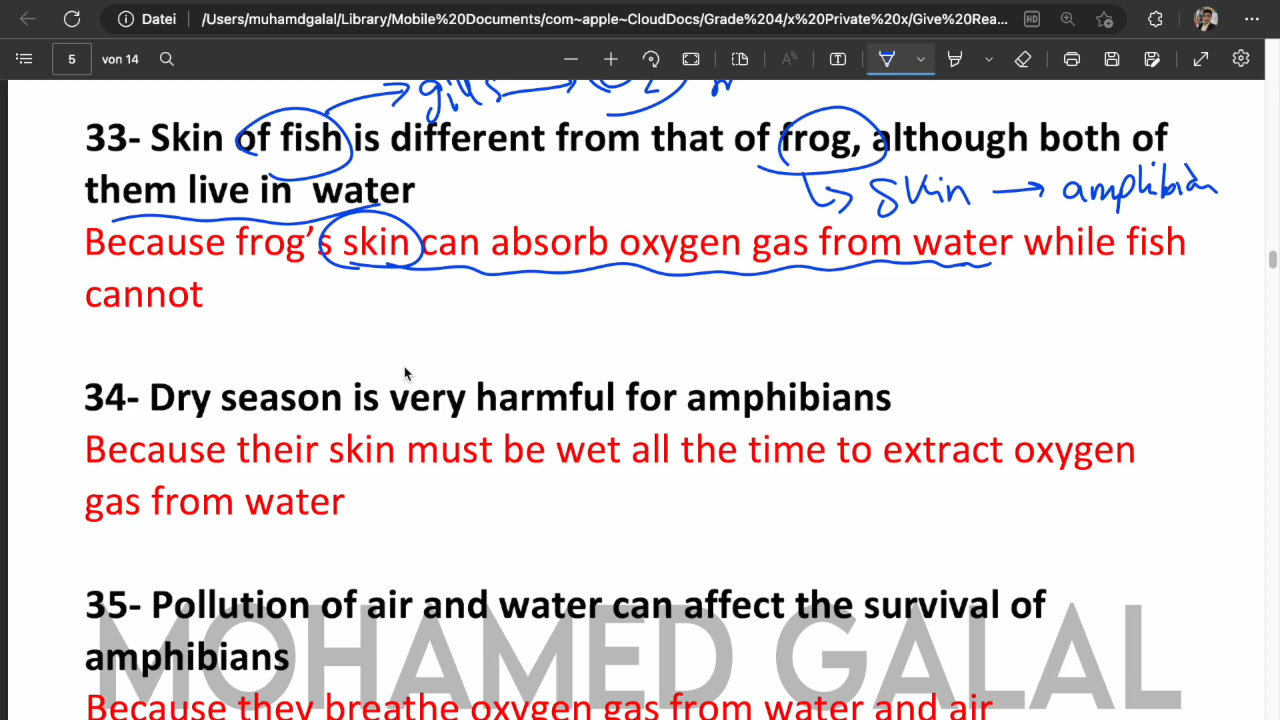 Datei
/Users/muhamdgalal/Library/Mobile%20Documents/com~apple~CloudDocs/Grade%204/x%20Private%20x/Give%20Rea...
HD
5 von 14
gills
33- Skin of fish is different from that of frog, although both of
them live in water
skin → amphibian
Because frog's skin can absorb oxygen gas from water while fish
cannot
34- Dry season is very harmful for amphibians
Because their skin must be wet all the time to extract oxygen
gas from water
35- Pollution of air and water can affect the survival of
amphibians
MOHAMED GALAL
Because they breathe oxygen gas from water and air